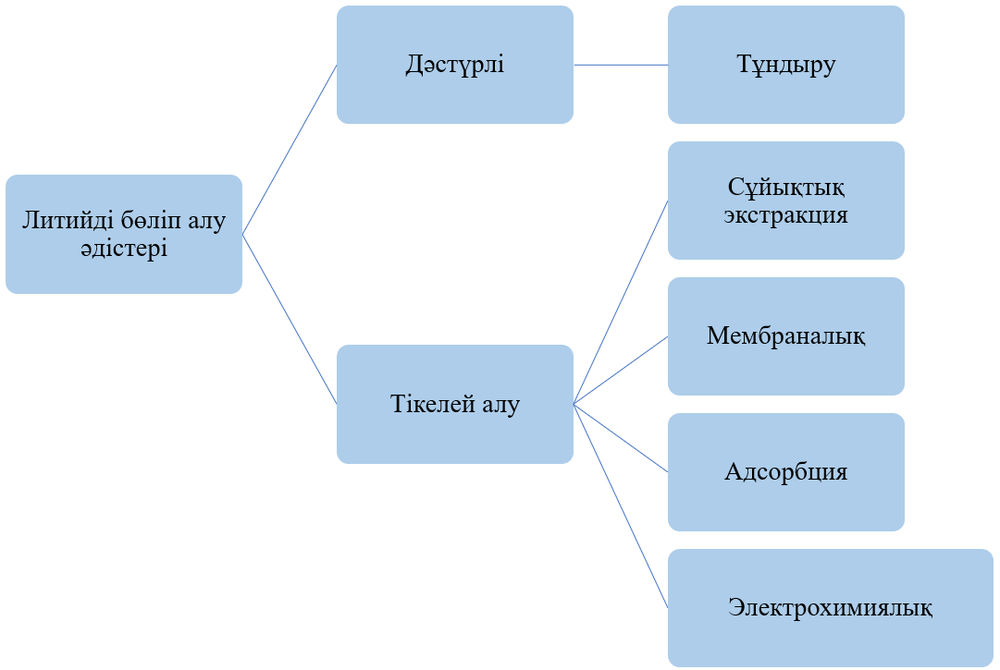 Литийді бөліп алу
әдістері
Дәстүрлі
Тұндыру
Тікелей алу
Сұйықтық
экстракция
Мембраналық
Адсорбция
Электрохимиялық